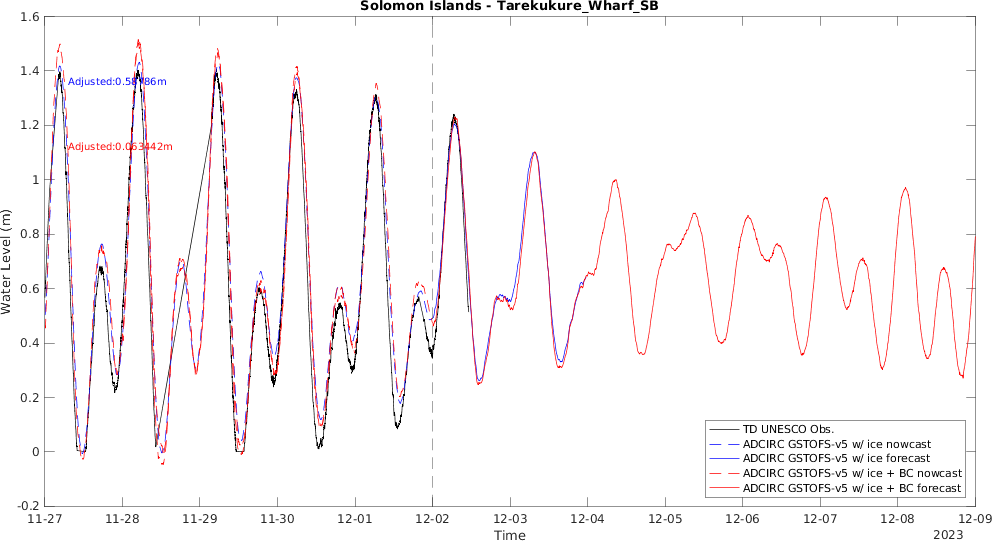 Solomon Islands - Tarekukure_Wharf_SB
1.6
1.4
1.2
1
0.8
0.6
0.4
0.2
0
-0.2
Water Level (m)
Adjusted:0.58786m
Adjusted:0.063442m
TD UNESCO Obs.
ADCIRC GSTOFS-v5 w/ ice nowcast
ADCIRC GSTOFS-v5 w/ ice forecast
ADCIRC GSTOFS-v5 w/ ice + BC nowcast
ADCIRC GSTOFS-v5 w/ ice + BC forecast
11-27 11-28 11-29 11-30 12-01 12-02 12-03 12-04 12-05 12-06 12-07 12-08 12-09
Time
2023